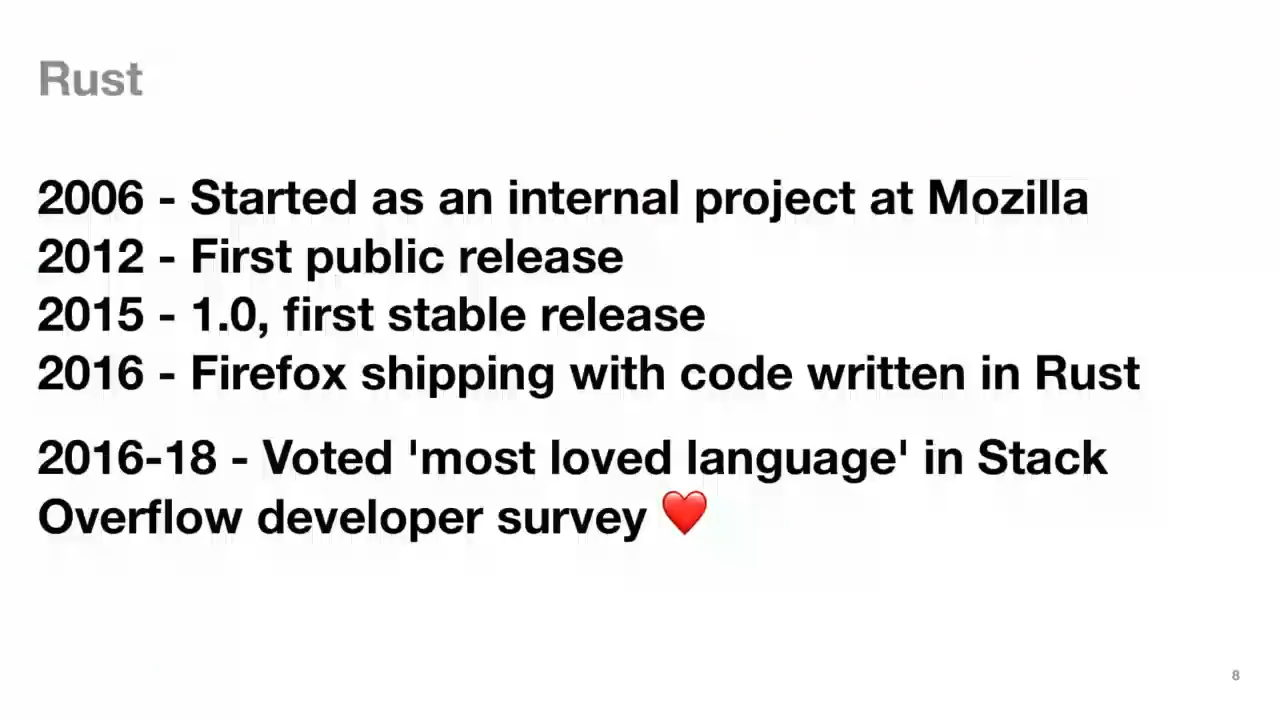 Rust
2006 - Started as an internal project at Mozilla
2012 - First public release
2015 - 1.0, first stable release
2016 - Firefox shipping with code written in Rust
2016-18 - Voted 'most loved language' in Stack
Overflow developer survey ❤️
8